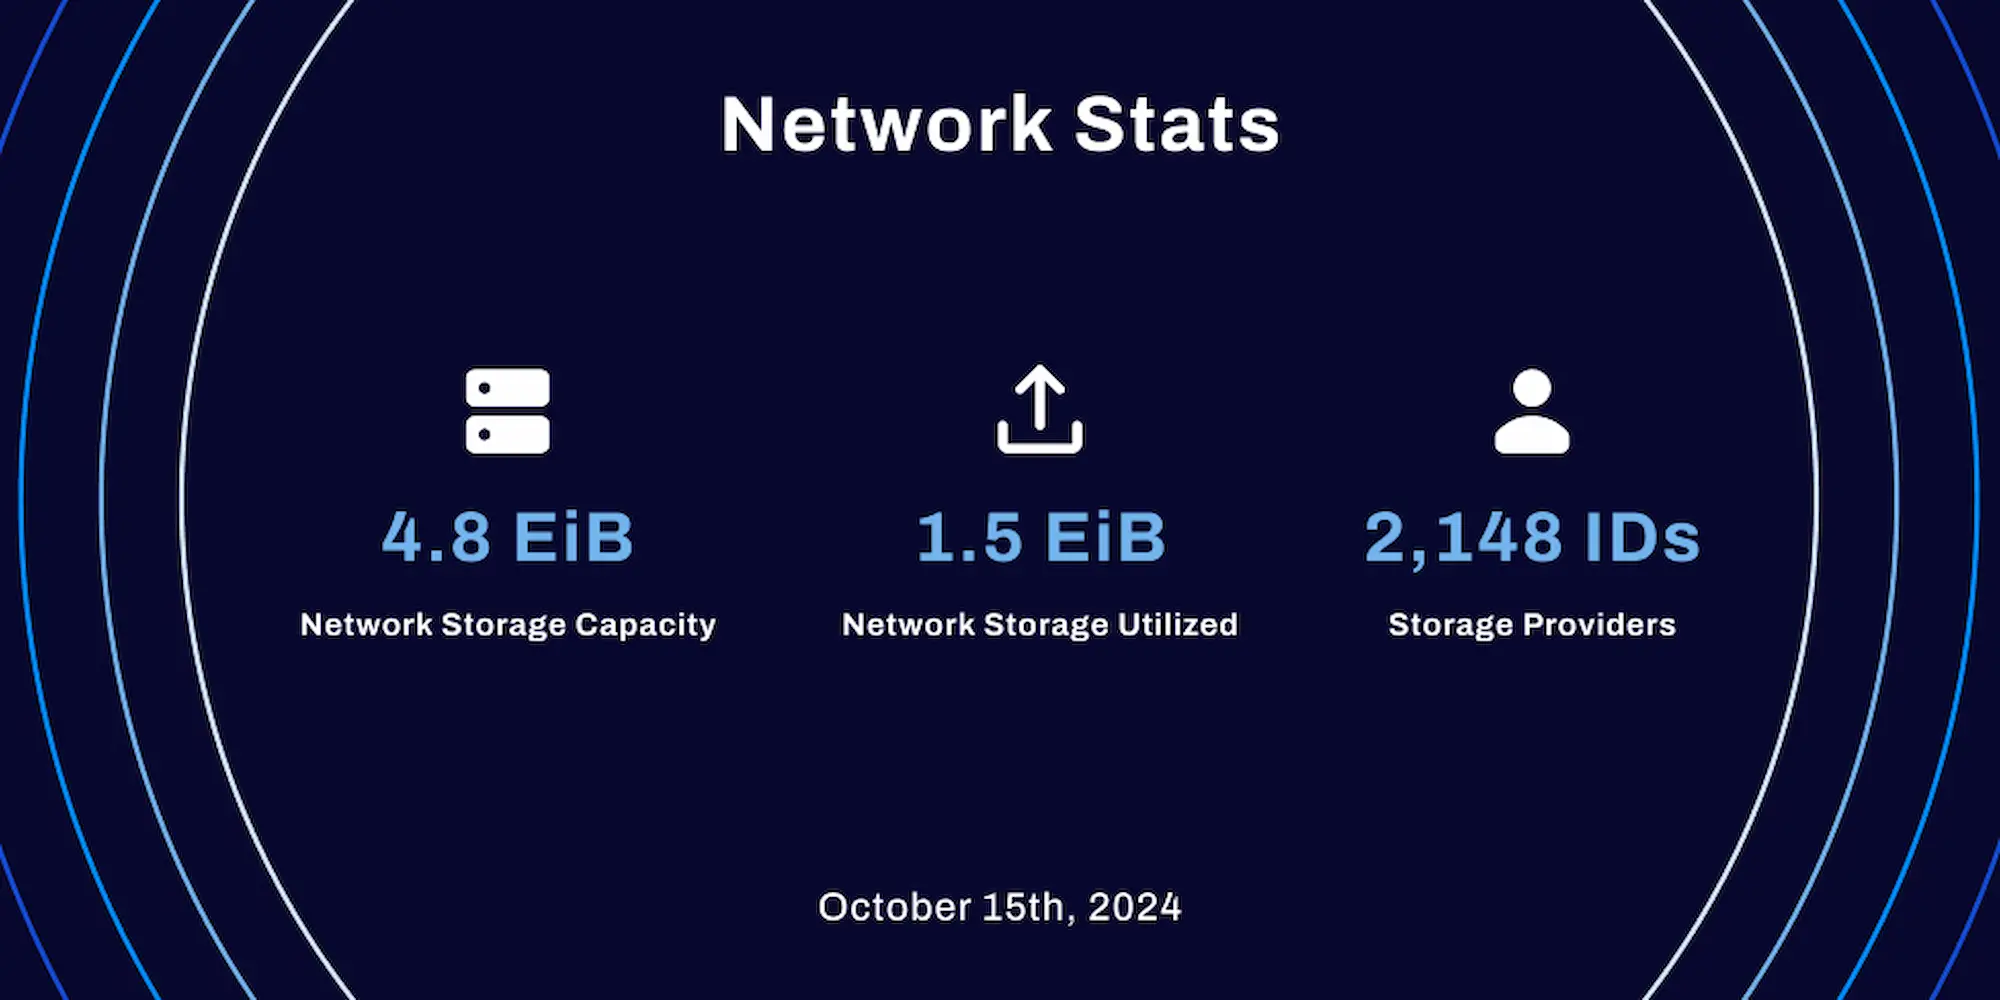 Network Stats
4.8 EiB
Network Storage Capacity
1.5 EiB
Network Storage Utilized
2,148 IDs
Storage Providers
October 15th, 2024